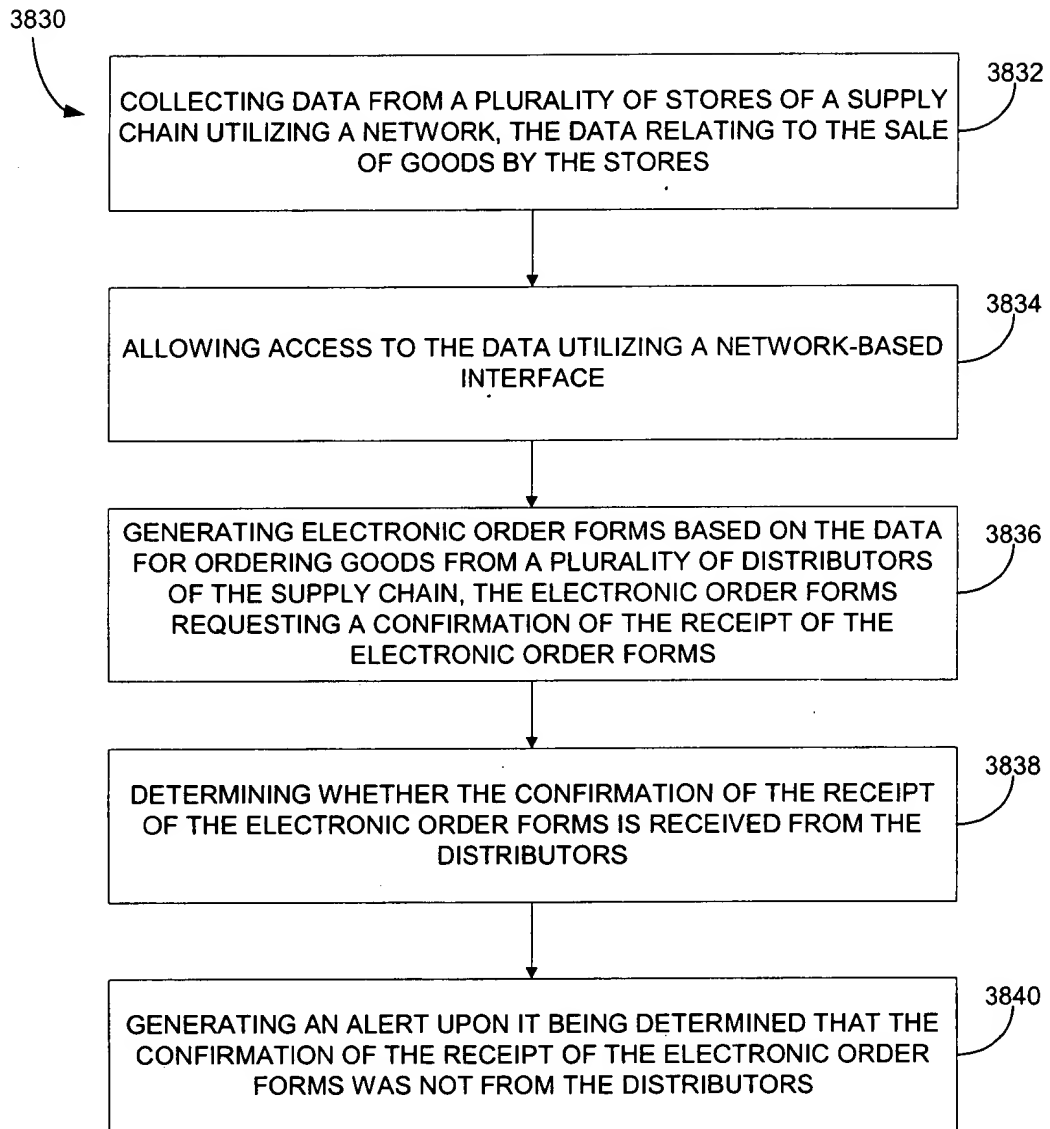 3830
3832
COLLECTING DATA FROM A PLURALITY OF STORES OF A SUPPLY
CHAIN UTILIZING A NETWORK, THE DATA RELATING TO THE SALE
OF GOODS BY THE STORES
3834
ALLOWING ACCESS TO THE DATA UTILIZING A NETWORK-BASED
INTERFACE
3836
GENERATING ELECTRONIC ORDER FORMS BASED ON THE DATA
FOR ORDERING GOODS FROM A PLURALITY OF DISTRIBUTORS
OF THE SUPPLY CHAIN, THE ELECTRONIC ORDER FORMS
REQUESTING A CONFIRMATION OF THE RECEIPT OF THE
ELECTRONIC ORDER FORMS
3838
DETERMINING WHETHER THE CONFIRMATION OF THE RECEIPT
OF THE ELECTRONIC ORDER FORMS IS RECEIVED FROM THE
DISTRIBUTORS
3840
GENERATING AN ALERT UPON IT BEING DETERMINED THAT THE
CONFIRMATION OF THE RECEIPT OF THE ELECTRONIC ORDER
FORMS WAS NOT FROM THE DISTRIBUTORS